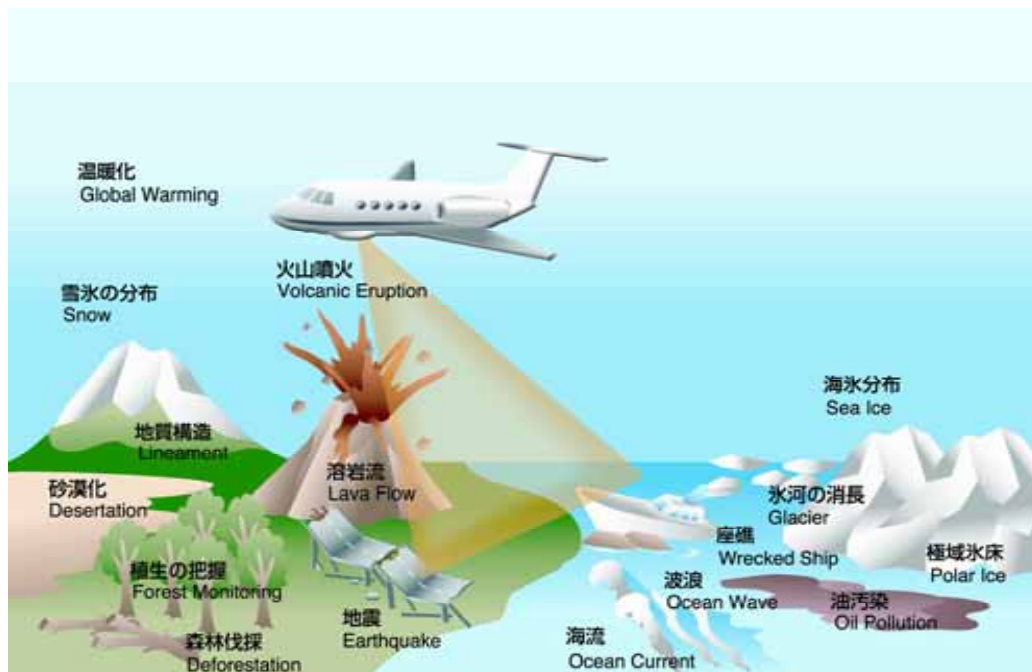 温暖化
Global Warming
火山噴火
Volcanic Eruption
雪氷の分布
Snow
海氷分布
Sea Ice
地質構造
Lineament
溶岩流
Lava Flow
砂漠化
Desertation
氷河の消長
Glacier
座礁
Wrecked Ship
極域氷床
Polar Ice
植生の把握
Forest Monitoring
波浪
Ocean Wave
油汚染
Oil Pollution
地震
Earthquake
森林伐採
Deforestation
海流
Ocean Current